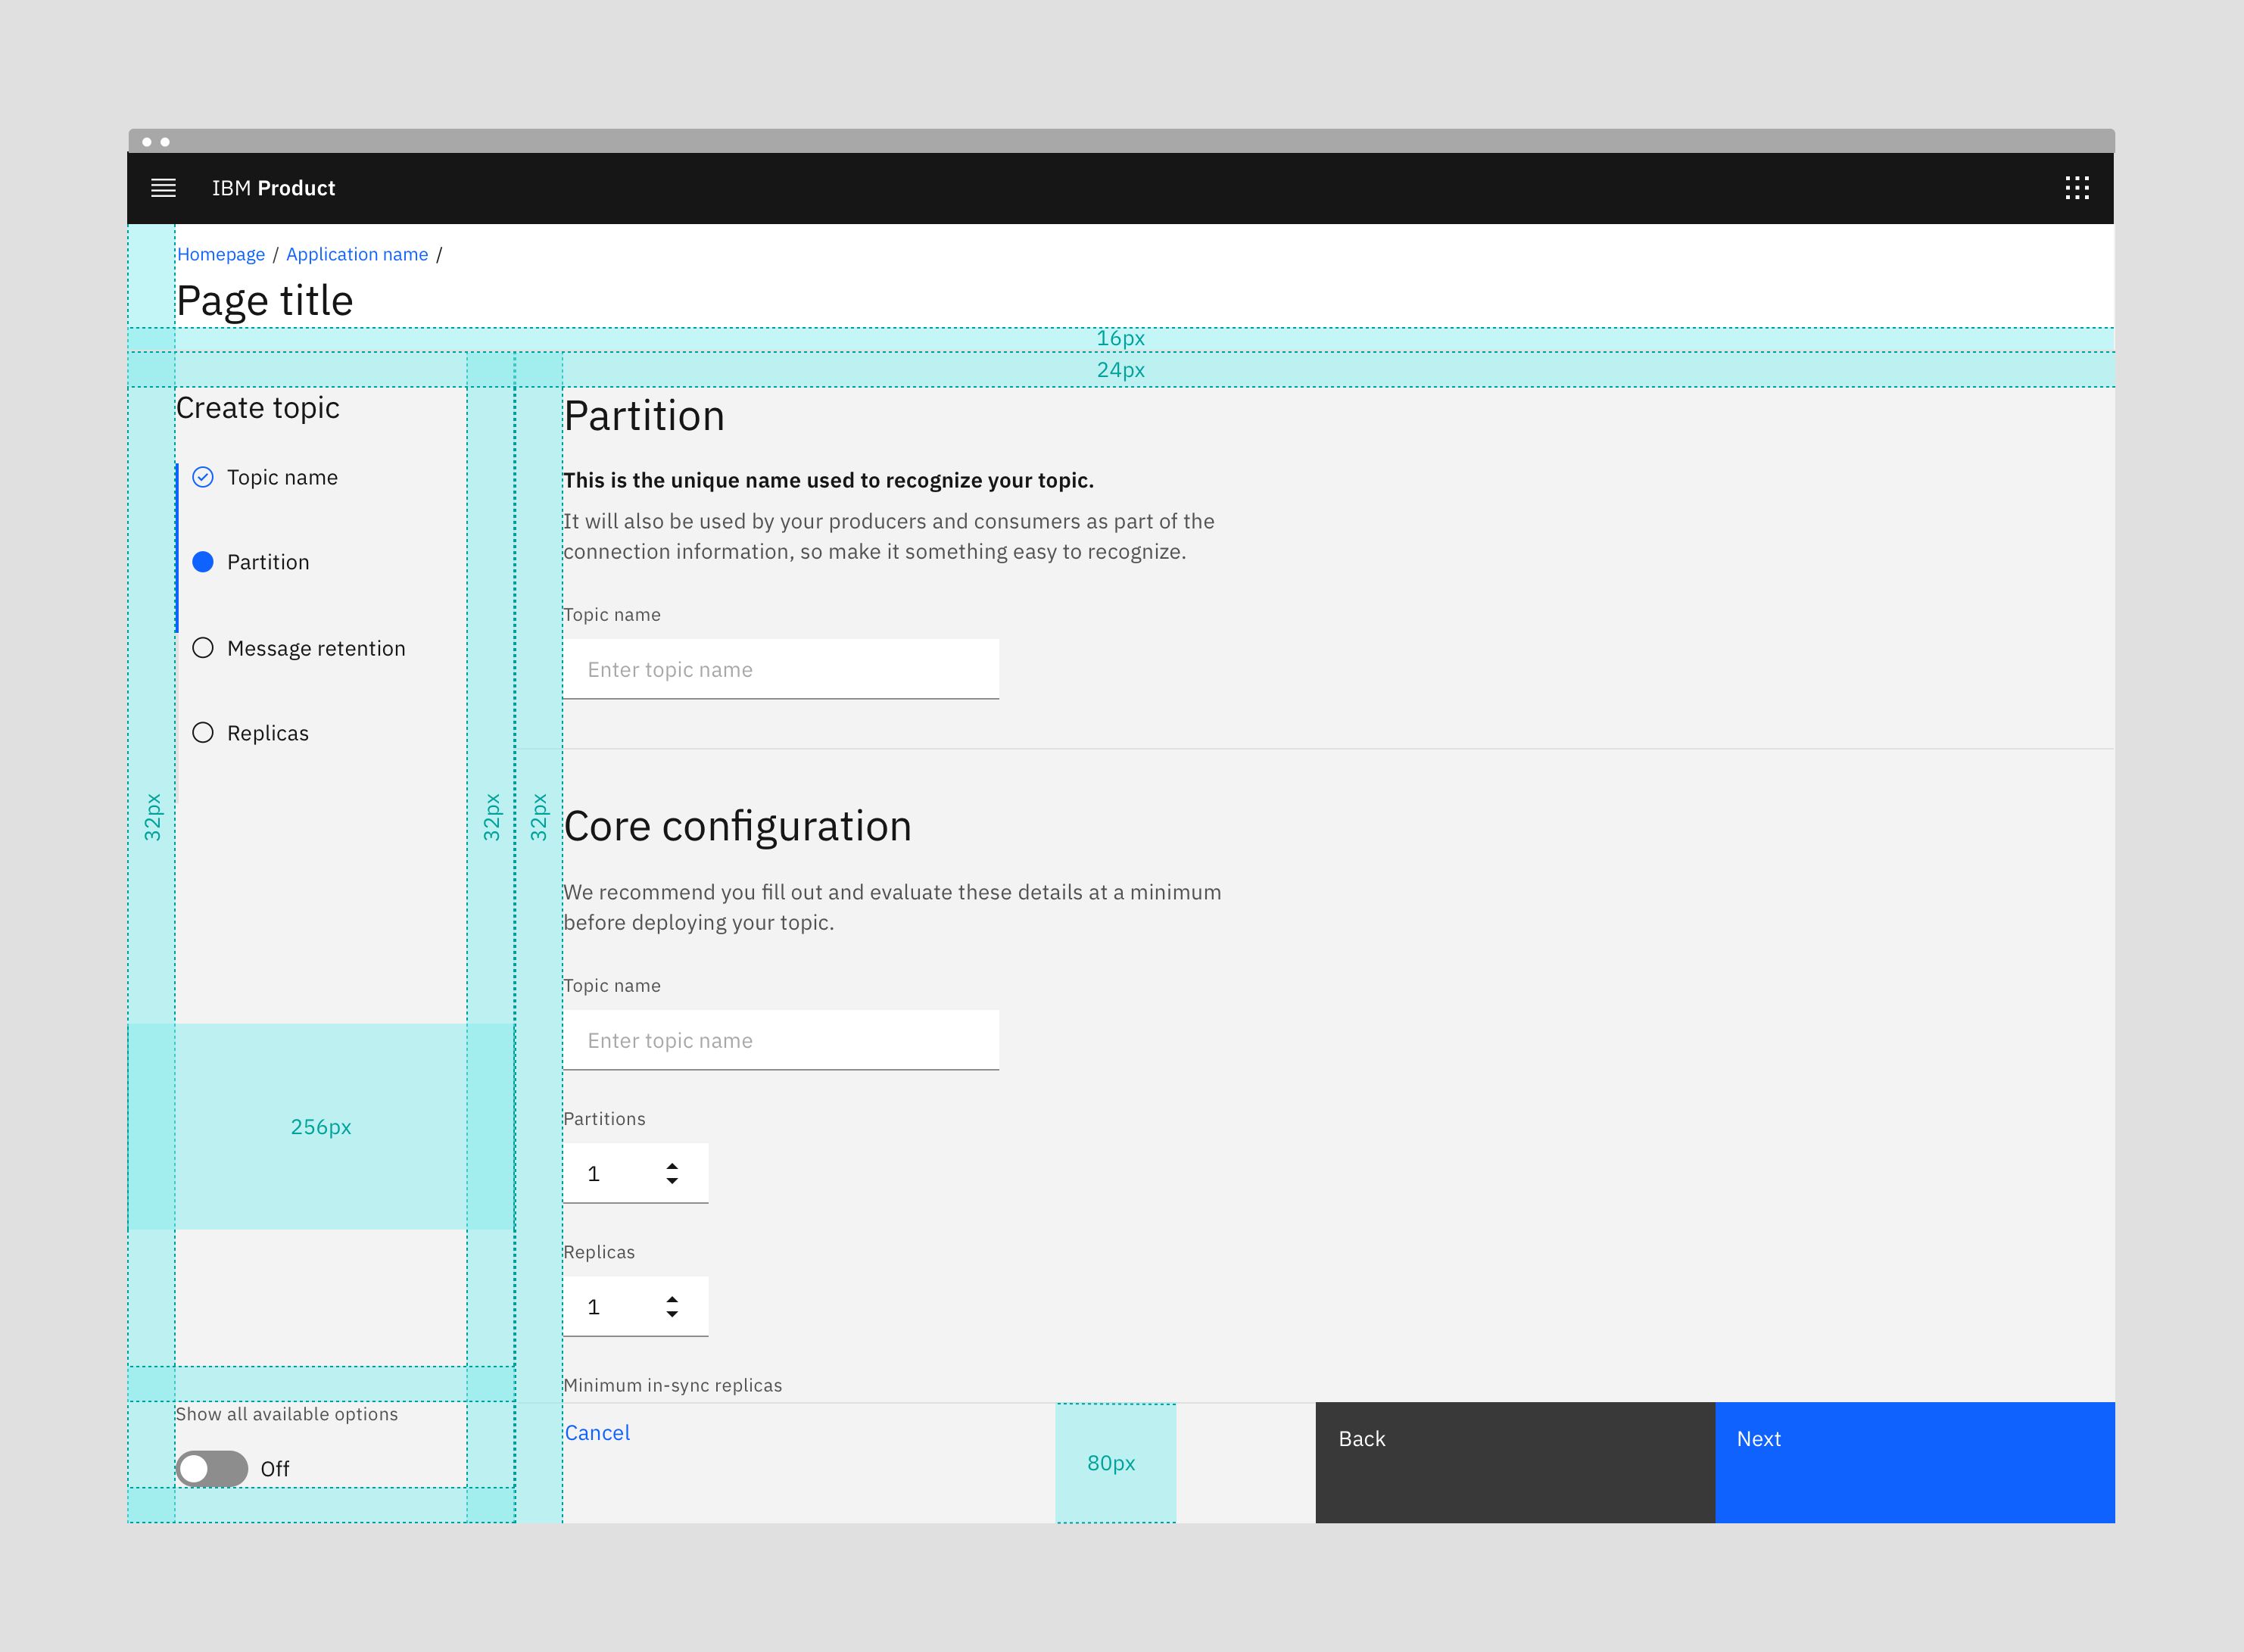 IBM Product
Homepage / Application name /
Page title
16px
24px
Create topic
Topic name
Partition
Message retention
Replicas
32px
32px
32px
256px
Show all available options
Off
Partition
This is the unique name used to recognize your topic.
It will also be used by your producers and consumers as part of the
connection information, so make it something easy to recognize.
Topic name
Enter topic name
Core configuration
We recommend you fill out and evaluate these details at a minimum
before deploying your topic.
Topic name
Enter topic name
Partitions
1
Replicas
1
Minimum in-sync replicas
Cancel
80px
Back
Next